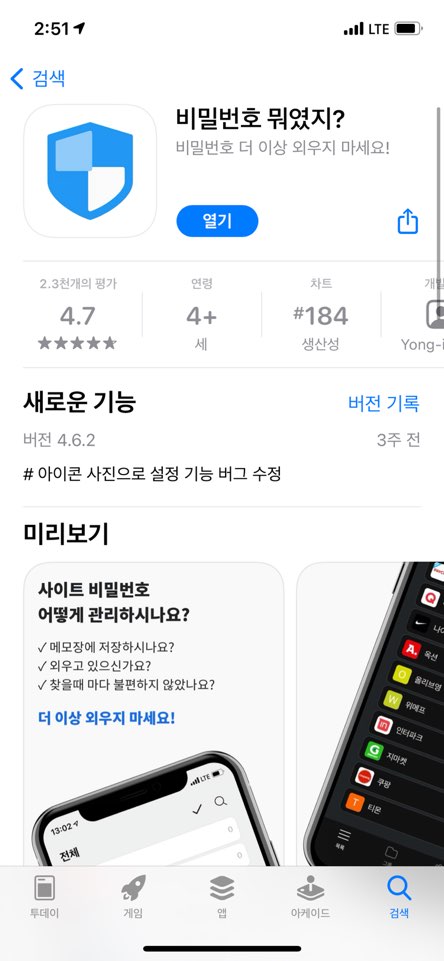 2:51
LTE
검색
비밀번호 뭐였지?
비밀번호 더 이상 외우지 마세요!
열기
2.3천개의 평가
연령
차트
개발
4.7
4+
#184
세
생산성
Yong-i
새로운 기능
버전 기록
버전 4.6.2
3주 전
# 아이콘 사진으로 설정 기능 버그 수정
미리보기
사이트 비밀번호
어떻게 관리하시나요?
✓ 메모장에 저장하시나요?
✓ 외우고 있으신가요?
✓ 찾을때 마다 불편하지 않았나요?
더 이상 외우지 마세요!
13:02
LTE
전체
0
0
Q
나이
A.
옥션
O
올리브영
W
위메프
in
인터파크
G
지마켓
쿠팡
T
티몬
목록
투데이
게임
앱
아케이드
검색